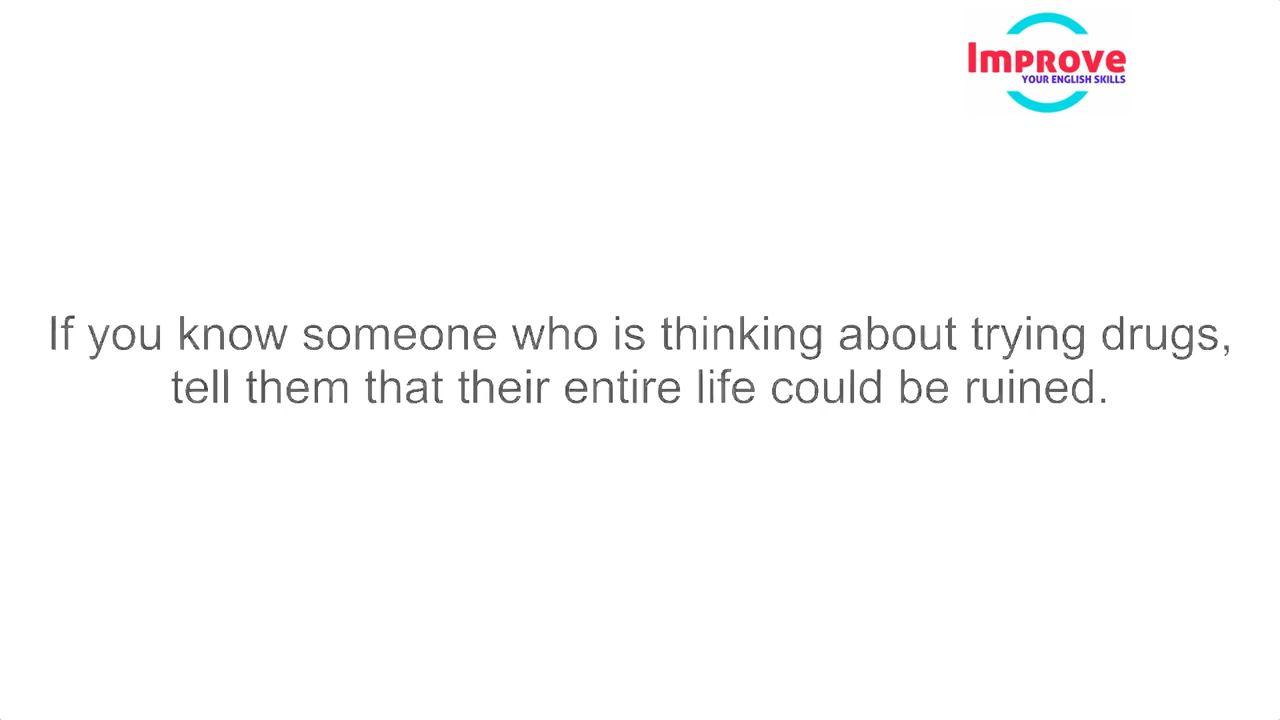 Improve
YOUR ENGLISH SKILLS
If you know someone who is thinking about trying drugs,
tell them that their entire life could be ruined.